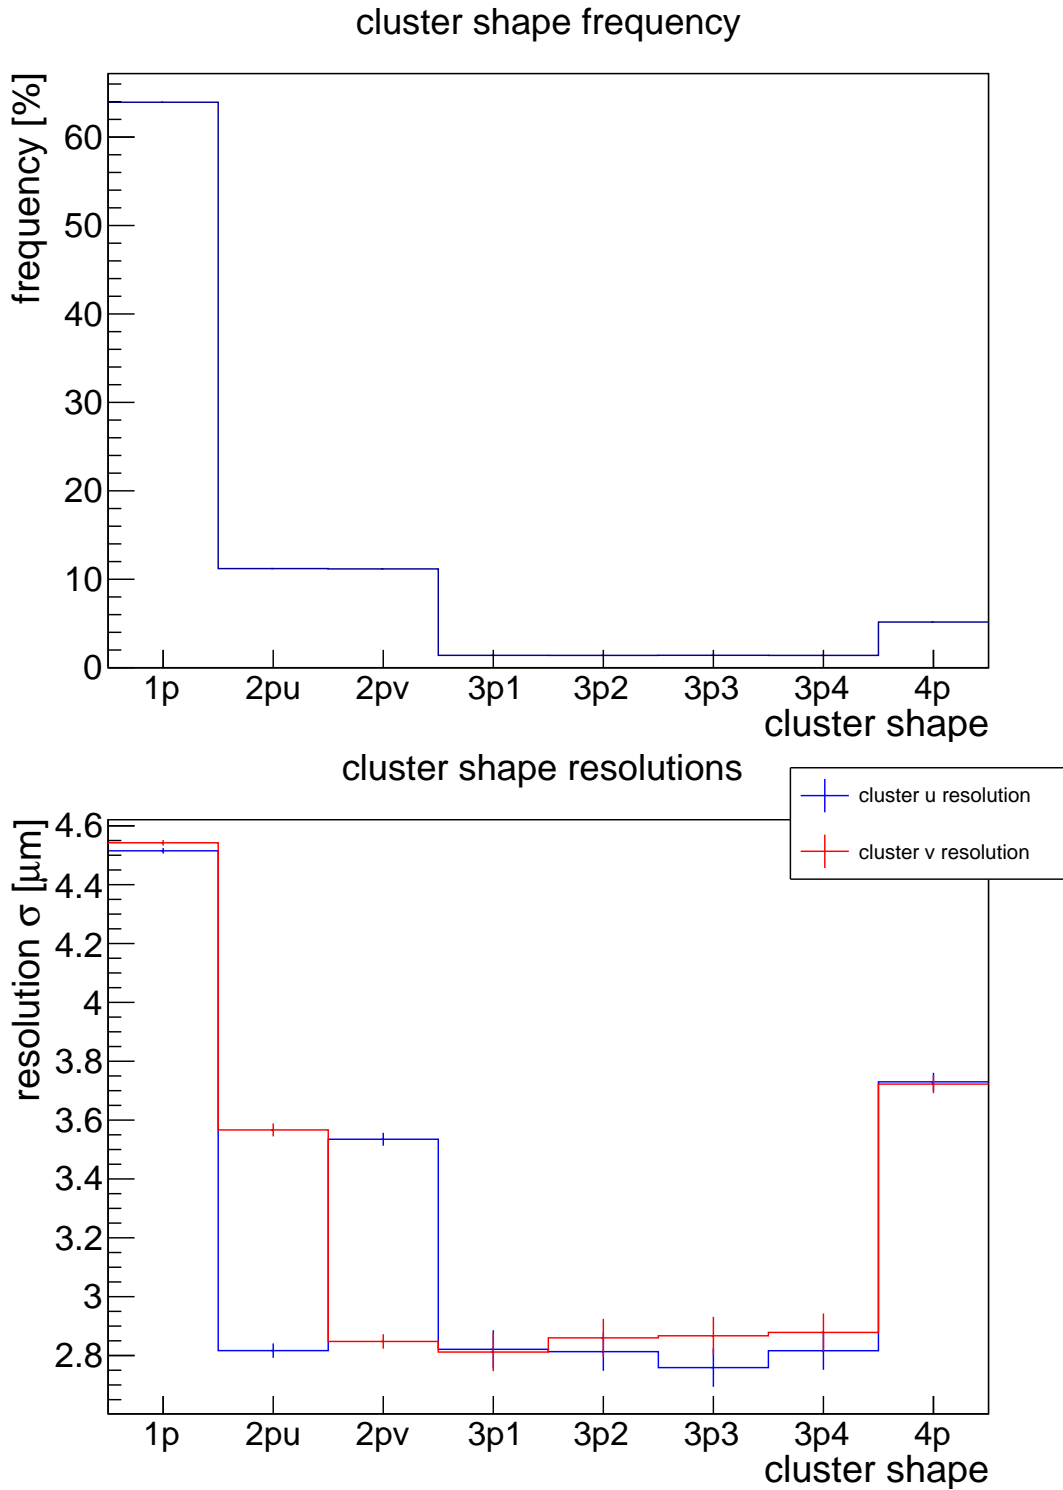 cluster shape frequency
frequency [%]
60
50
40
30
20
10
0
1p 2pu 2pv 3p1 3p2 3p3 3p4 4p
cluster shape
cluster shape resolutions
cluster u resolution
cluster v resolution
resolution σ [μm]
4.6
4.4
4.2
4
3.8
3.6
3.4
3.2
3
2.8
1p 2pu 2pv 3p1 3p2 3p3 3p4 4p
cluster shape